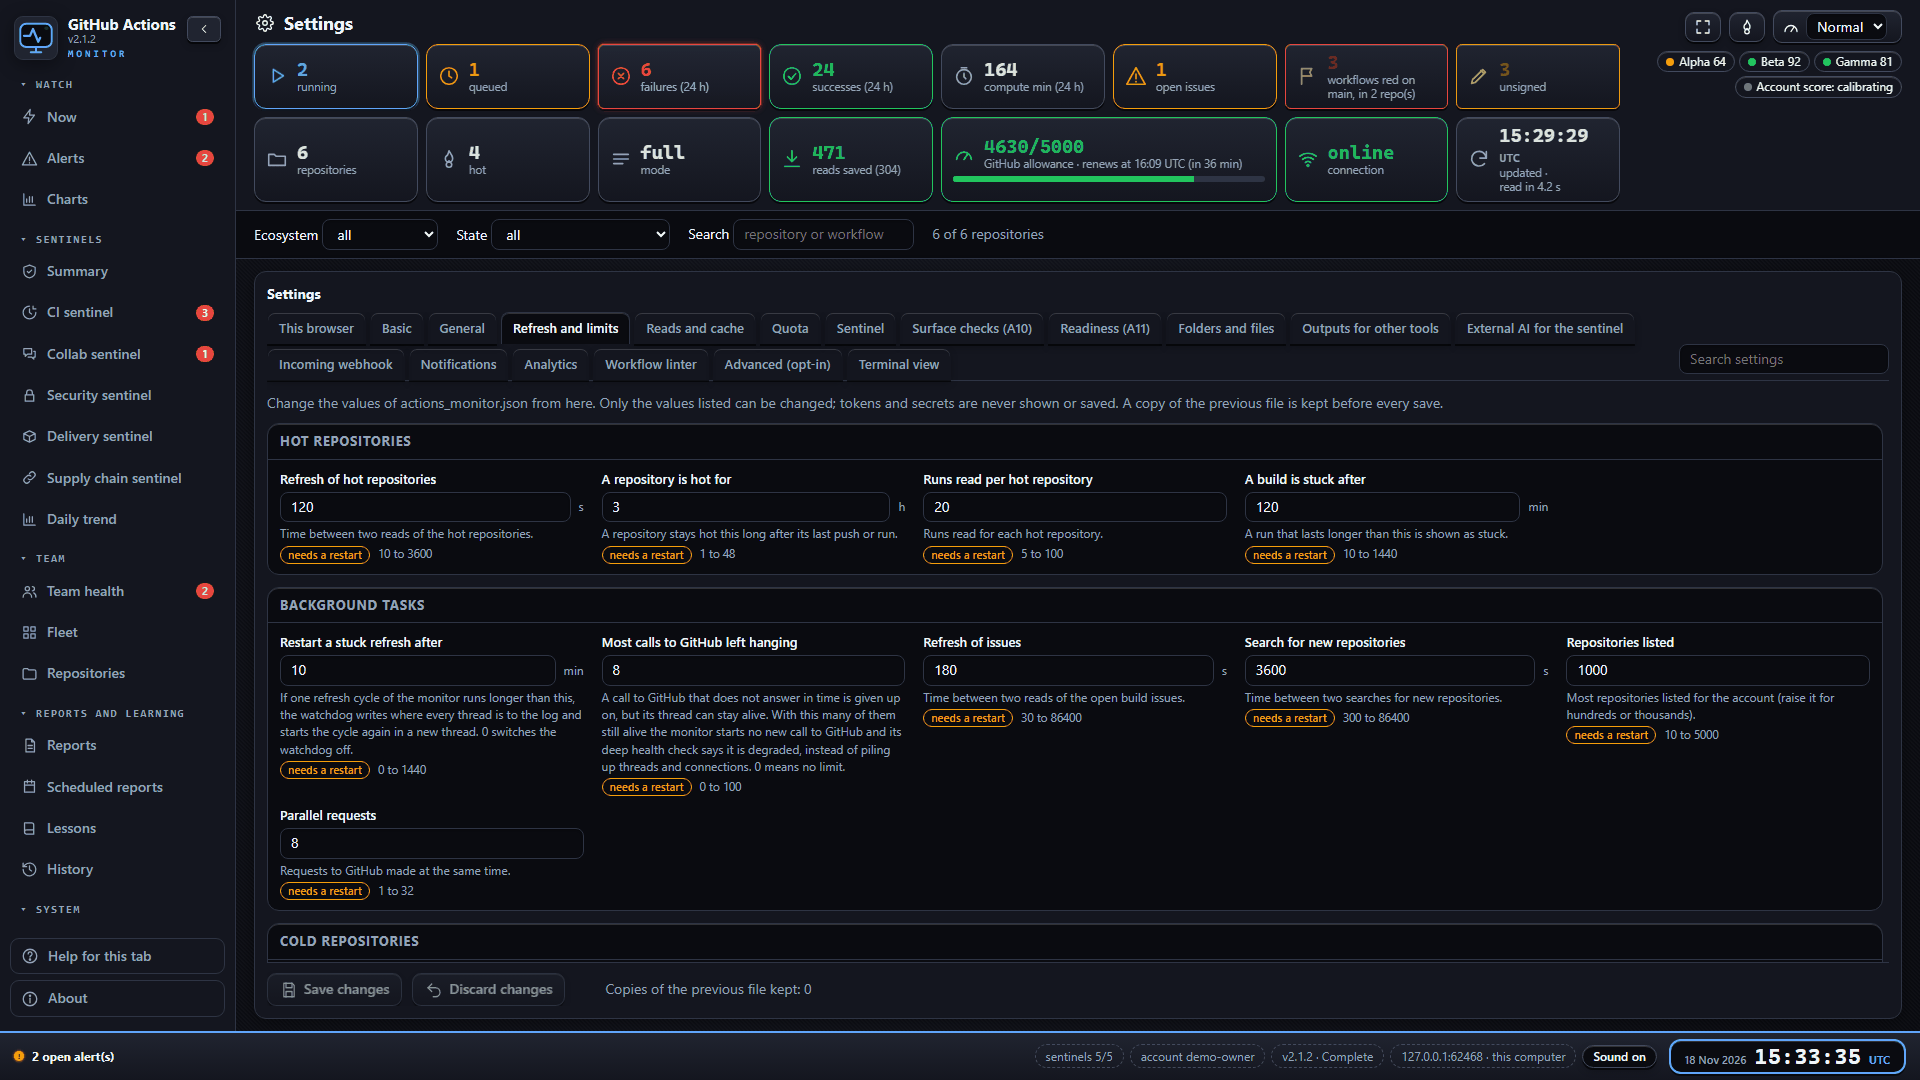 GitHub Actions
v2.1.2
MONITOR
WATCH
Now 1
Alerts 2
Charts
SENTINELS
Summary
CI sentinel 3
Collab sentinel 1
Security sentinel
Delivery sentinel
Supply chain sentinel
Daily trend
TEAM
Team health 2
Fleet
Repositories
REPORTS AND LEARNING
Reports
Scheduled reports
Lessons
History
SYSTEM
Help for this tab
About
Settings
Normal
Alpha 64 Beta 92 Gamma 81
Account score: calibrating
2 running
1 queued
6 failures (24 h)
24 successes (24 h)
164 compute min (24 h)
1 open issues
3 workflows red on main, in 2 repo(s)
3 unsigned
6 repositories
4 hot
full mode
471 reads saved (304)
4630/5000
GitHub allowance · renews at 16:09 UTC (in 36 min)
online connection
15:29:29 UTC
updated · read in 4.2 s
Ecosystem all State all Search repository or workflow 6 of 6 repositories
Settings
This browser Basic General Refresh and limits Reads and cache Quota Sentinel Surface checks (A10) Readiness (A11) Folders and files Outputs for other tools External AI for the sentinel
Incoming webhook Notifications Analytics Workflow linter Advanced (opt-in) Terminal view
Search settings
Change the values of actions_monitor.json from here. Only the values listed can be changed; tokens and secrets are never shown or saved. A copy of the previous file is kept before every save.
HOT REPOSITORIES
Refresh of hot repositories
120 s
Time between two reads of the hot repositories.
needs a restart 10 to 3600
A repository is hot for
3 h
A repository stays hot this long after its last push or run.
needs a restart 1 to 48
Runs read per hot repository
20
Runs read for each hot repository.
needs a restart 5 to 100
A build is stuck after
120 min
A run that lasts longer than this is shown as stuck.
needs a restart 10 to 1440
BACKGROUND TASKS
Restart a stuck refresh after
10 min
If one refresh cycle of the monitor runs longer than this,
the watchdog writes where every thread is to the log and
starts the cycle again in a new thread. 0 switches the
watchdog off.
needs a restart 0 to 1440
Most calls to GitHub left hanging
8
A call to GitHub that does not answer in time is given up
on, but its thread can stay alive. With this many of them
still alive the monitor starts no new call to GitHub and its
deep health check says it is degraded, instead of piling
up threads and connections. 0 means no limit.
needs a restart 0 to 100
Refresh of issues
180 s
Time between two reads of the open build issues.
needs a restart 30 to 86400
Search for new repositories
3600 s
Time between two searches for new repositories.
needs a restart 300 to 86400
Repositories listed
1000
Most repositories listed for the account (raise it for
hundreds or thousands).
needs a restart 10 to 5000
Parallel requests
8
Requests to GitHub made at the same time.
needs a restart 1 to 32
COLD REPOSITORIES
Save changes Discard changes Copies of the previous file kept: 0
2 open alert(s)
sentinels 5/5 account demo-owner v2.1.2 · Complete 127.0.0.1:62468 · this computer Sound on 18 Nov 2026 15:33:35 UTC